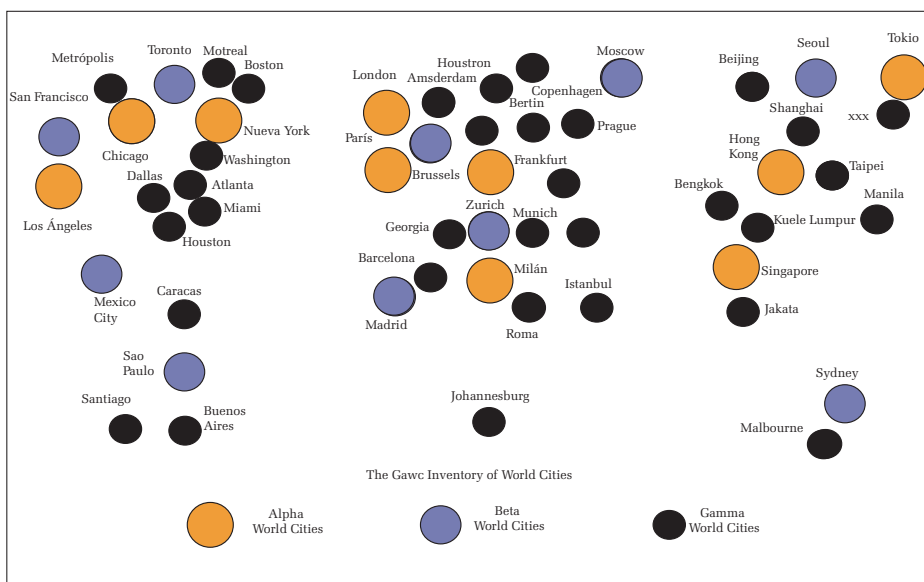 Metrópolis
Toronto
Motreal
Boston
San Francisco
Chicago
Nueva York
Washington
Dallas
Atlanta
Miami
Houston
Los Ángeles
Mexico
City
Caracas
Sao
Paulo
Santiago
Buenos
Aires
London
Houstron
Amsderdam
Copenhagen
Moscow
Bertin
Prague
París
Brussels
Frankfurt
Zurich
Munich
Georgia
Barcelona
Milán
Istanbul
Madrid
Roma
Johannesburg
Beijing
Seoul
Tokio
xxx
Shanghai
Hong
Kong
Taipei
Bengkok
Manila
Kuele Lumpur
Singapore
Jakata
Sydney
Malbourne
The Gawc Inventory of World Cities
Alpha
World Cities
Beta
World Cities
Gamma
World Cities